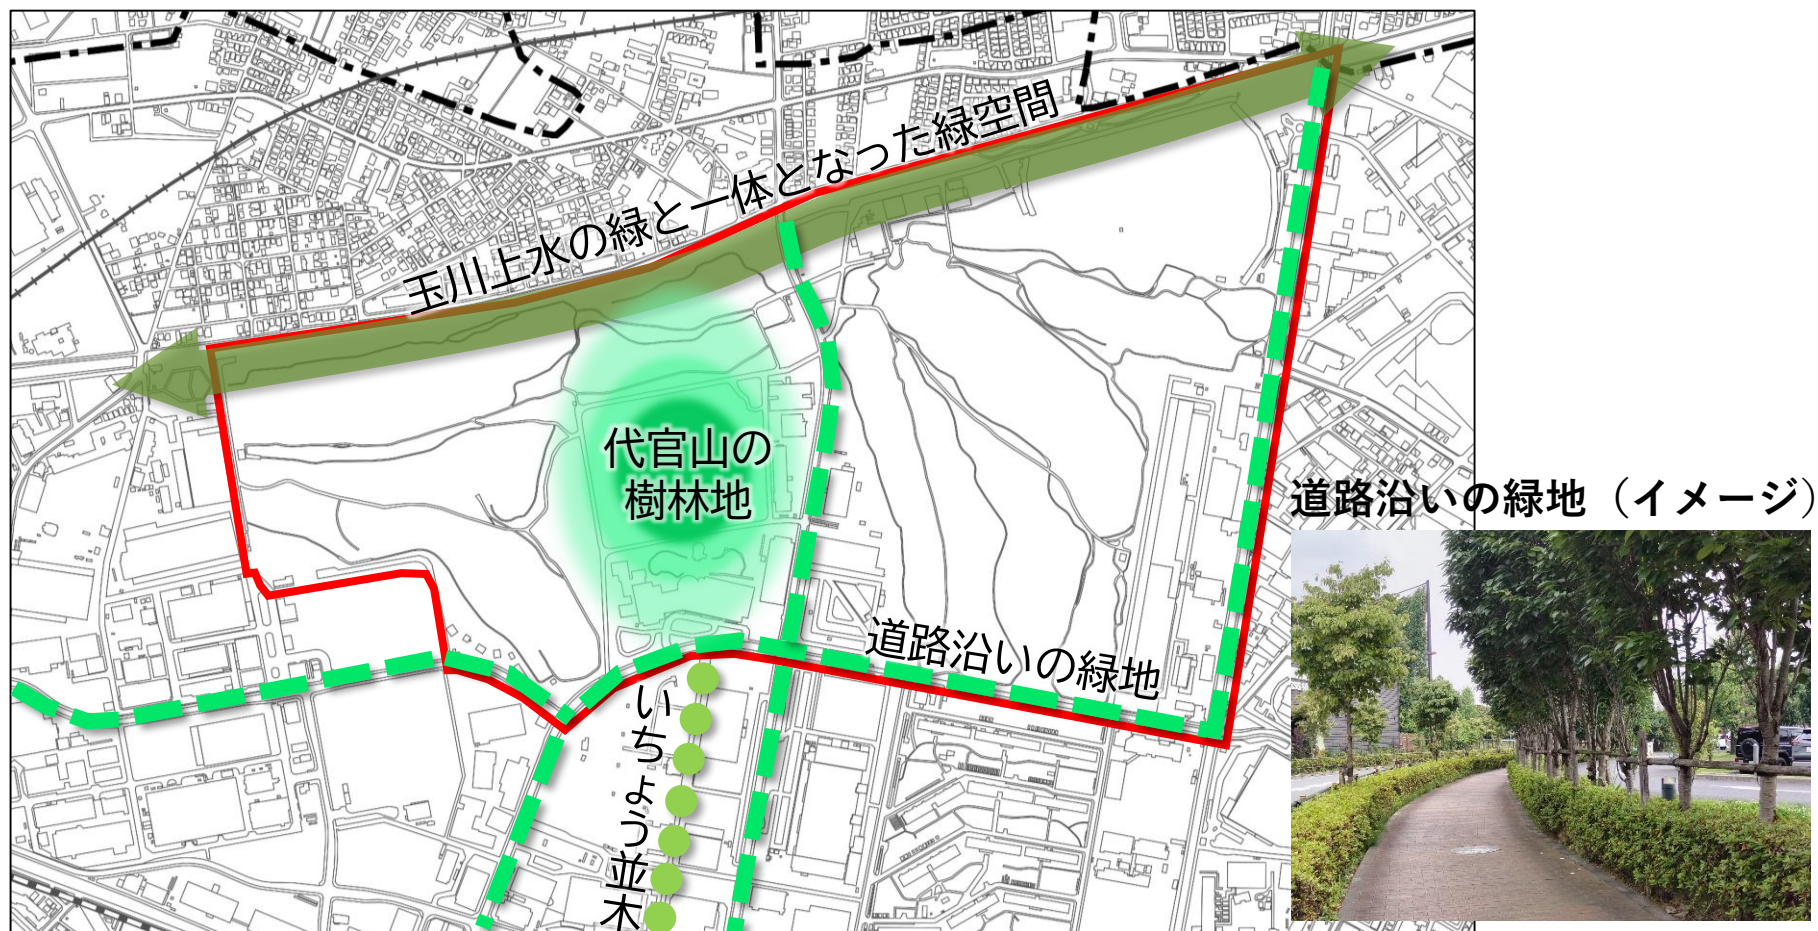 玉川上水の緑と一体となった緑空間
代官山の
樹林地
道路沿いの緑地（イメージ）
道路沿いの緑地
いちょう並木